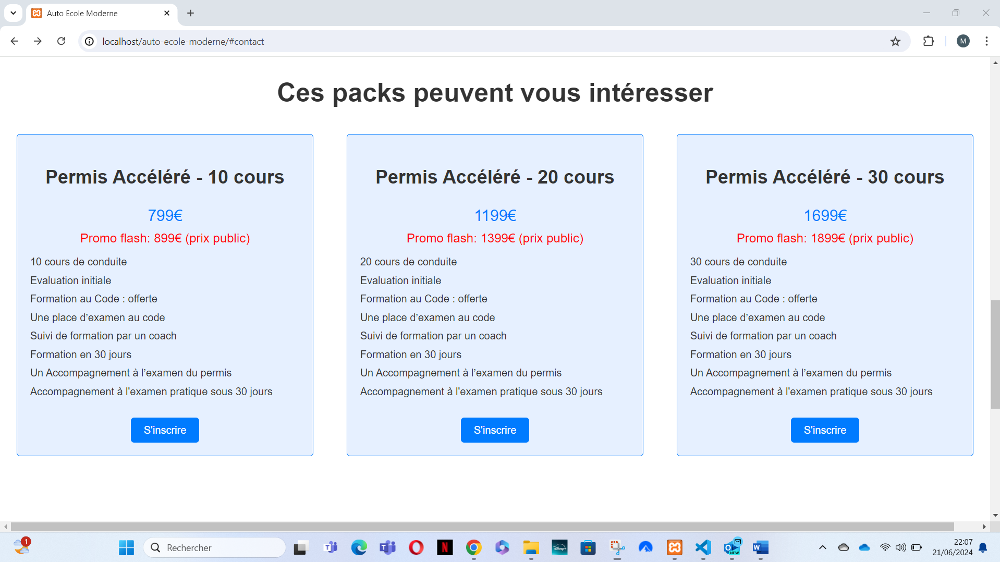 Auto Ecole Moderne
localhost/auto-ecole-moderne/#contact
M
Ces packs peuvent vous intéresser
Permis Accéléré - 10 cours
799€
Promo flash: 899€ (prix public)
10 cours de conduite
Evaluation initiale
Formation au Code : offerte
Une place d’examen au code
Suivi de formation par un coach
Formation en 30 jours
Un Accompagnement à l’examen du permis
Accompagnement à l'examen pratique sous 30 jours
S'inscrire
Permis Accéléré - 20 cours
1199€
Promo flash: 1399€ (prix public)
20 cours de conduite
Evaluation initiale
Formation au Code : offerte
Une place d’examen au code
Suivi de formation par un coach
Formation en 30 jours
Un Accompagnement à l’examen du permis
Accompagnement à l'examen pratique sous 30 jours
S'inscrire
Permis Accéléré - 30 cours
1699€
Promo flash: 1899€ (prix public)
30 cours de conduite
Evaluation initiale
Formation au Code : offerte
Une place d’examen au code
Suivi de formation par un coach
Formation en 30 jours
Un Accompagnement à l’examen du permis
Accompagnement à l'examen pratique sous 30 jours
S'inscrire
1
Rechercher
N
Disney+
NEW
W
22:07
21/06/2024